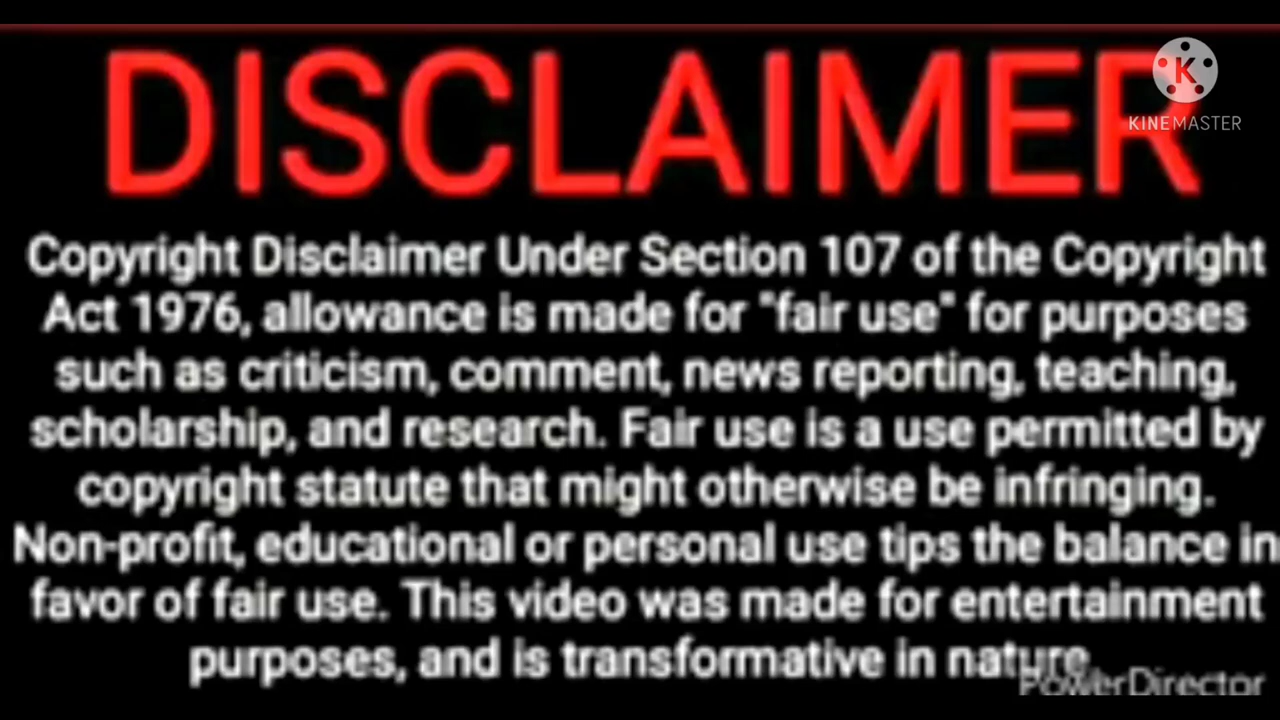 DISCLAIMER
K
KINEMASTER
Copyright Disclaimer Under Section 107 of the Copyright
Act 1976, allowance is made for "fair use" for purposes
such as criticism, comment, news reporting, teaching,
scholarship, and research. Fair use is a use permitted by
copyright statute that might otherwise be infringing.
Non-profit, educational or personal use tips the balance in
favor of fair use. This video was made for entertainment
purposes, and is transformative in nature.
PowerDirector